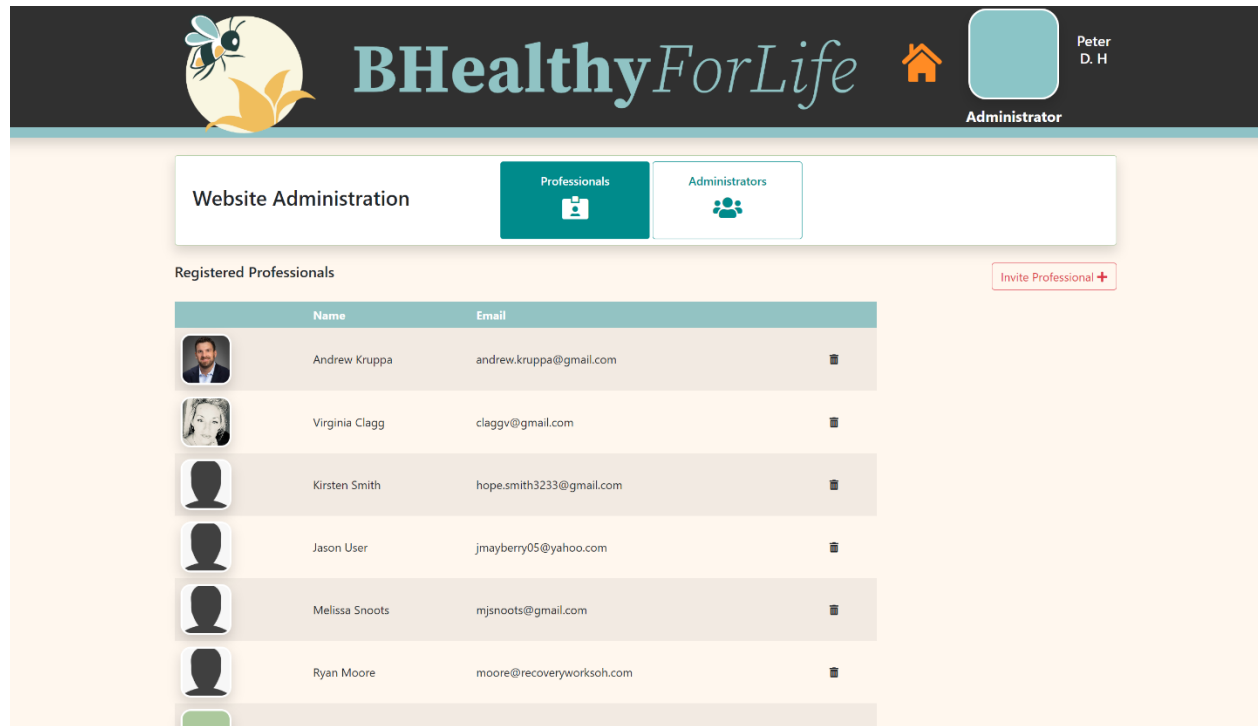 BHealthyForLife
Peter
D. H
Administrator
Website Administration
Professionals
Administrators
Registered Professionals
Invite Professional +
Name Email
Andrew Kruppa andrew.kruppa@gmail.com
Virginia Clagg claggv@gmail.com
Kirsten Smith hope.smith3233@gmail.com
Jason User jmayberry05@yahoo.com
Melissa Snoots mjsnoots@gmail.com
Ryan Moore moore@recoveryworksoh.com